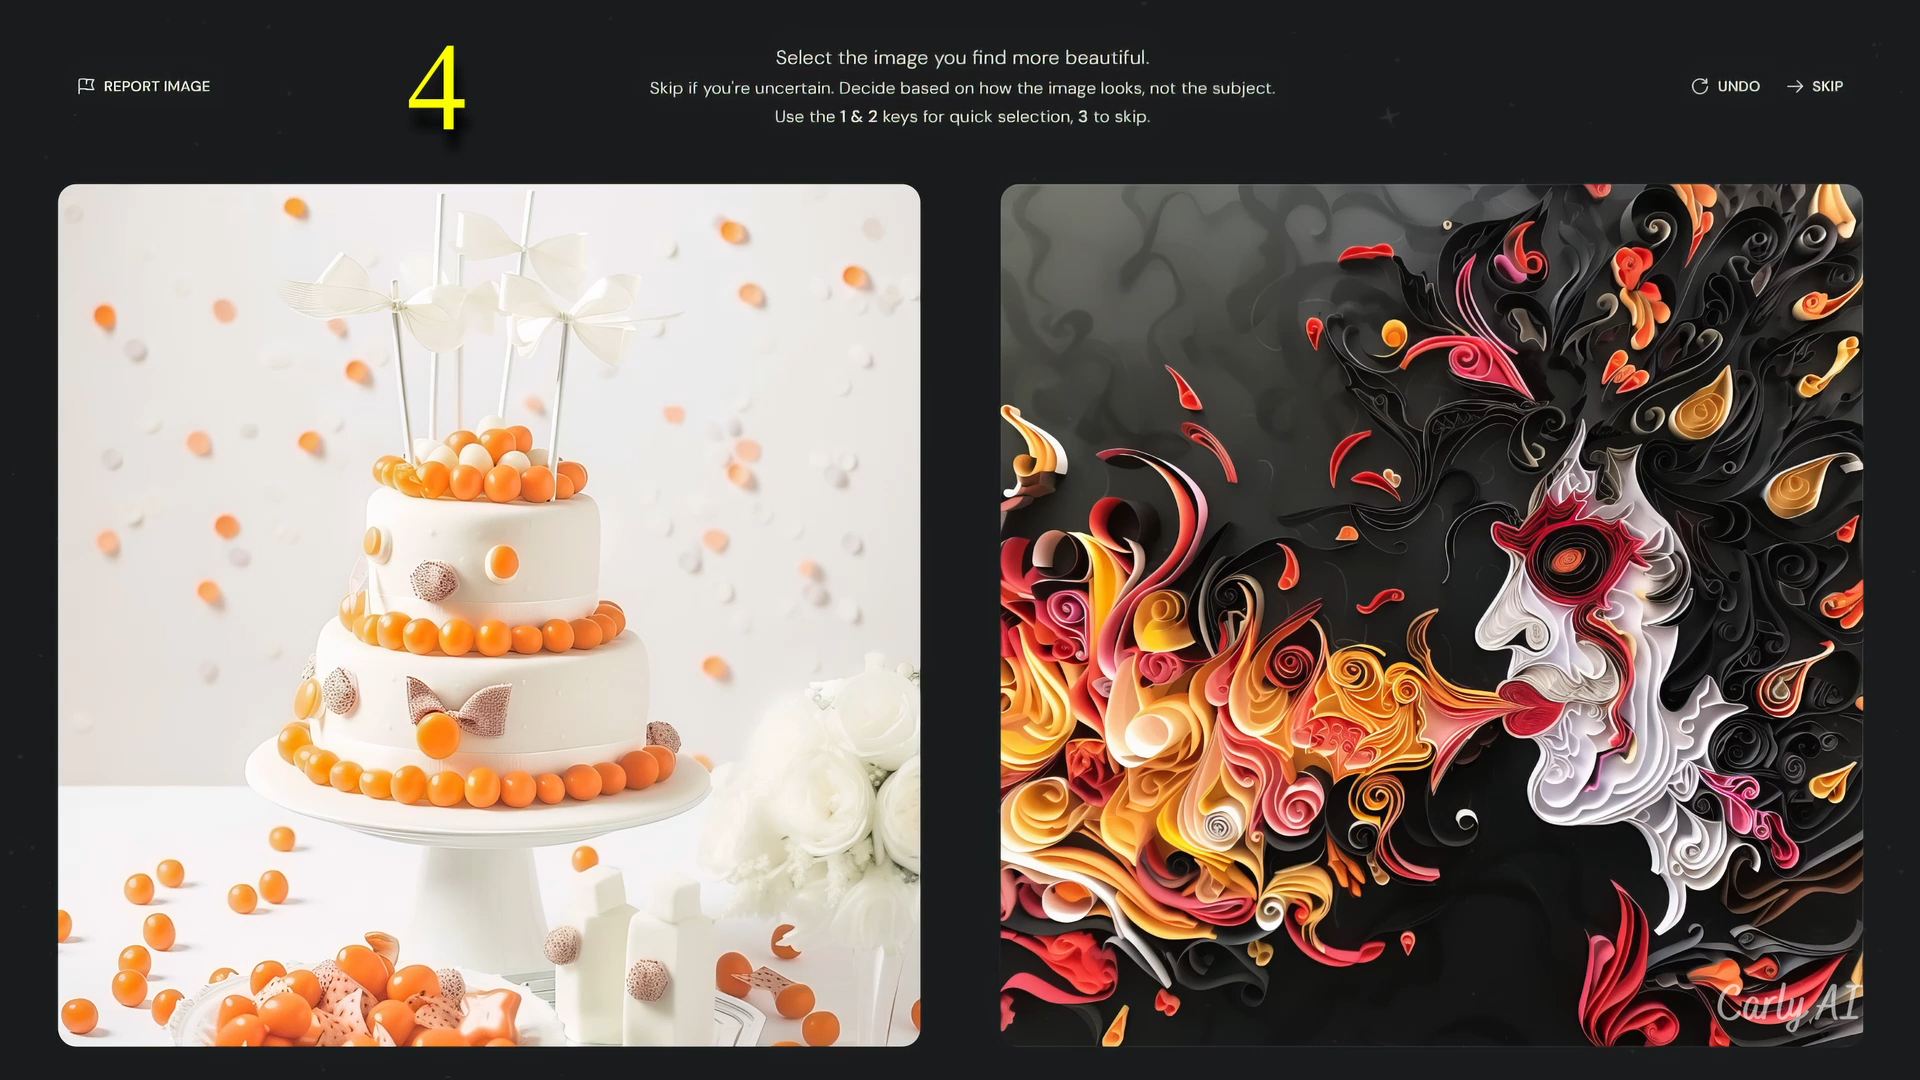 REPORT IMAGE
4
Select the image you find more beautiful.
Skip if you're uncertain. Decide based on how the image looks, not the subject.
Use the 1 & 2 keys for quick selection, 3 to skip.
UNDO
SKIP
Carly AI